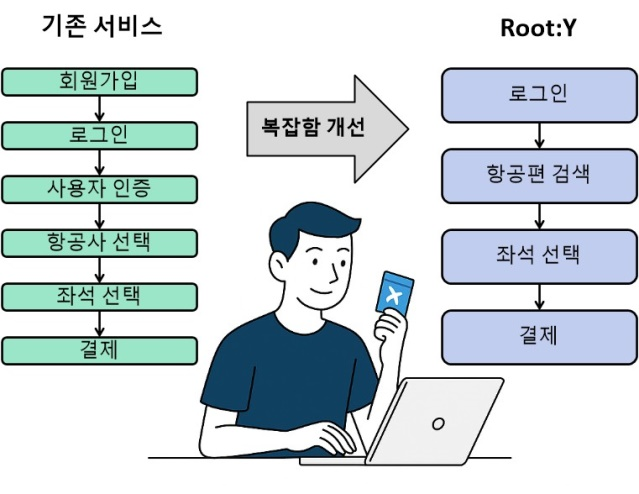 기존 서비스
회원가입
로그인
사용자 인증
항공사 선택
좌석 선택
결제
복잡함 개선
Root:Y
로그인
항공편 검색
좌석 선택
결제